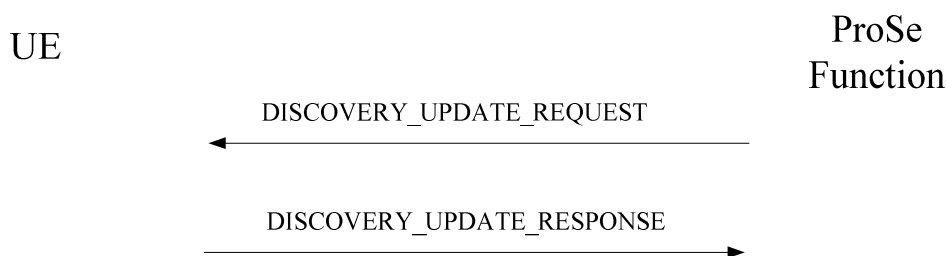 UE
ProSe
Function
DISCOVERY_UPDATE_REQUEST
DISCOVERY_UPDATE_RESPONSE